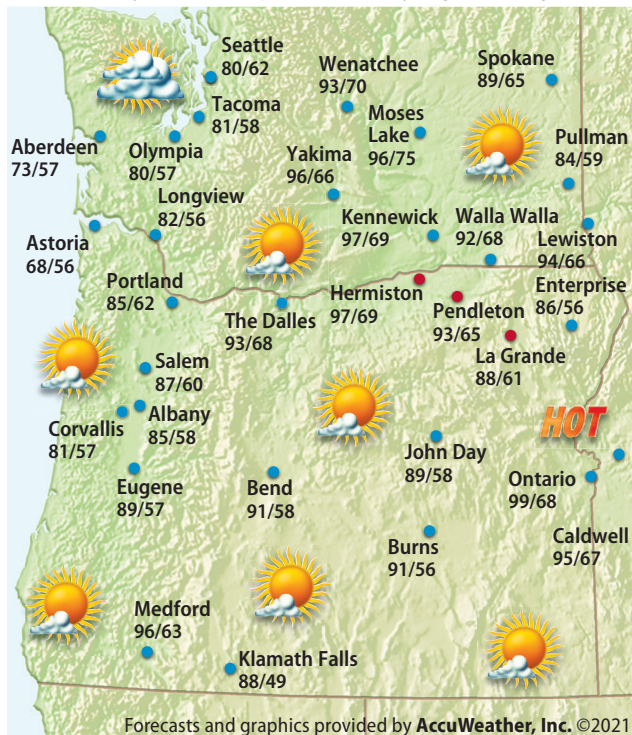 Seattle
80/62
Wenatchee
93/70
Spokane
89/65
Tacoma
81/58
Moses
Lake
96/75
Aberdeen
73/57
Olympia
80/57
Yakima
96/66
Pullman
84/59
Longview
82/56
Kennewick
97/69
Walla Walla
92/68
Lewiston
94/66
Astoria
68/56
Portland
85/62
The Dalles
93/68
Hermiston
97/69
Pendleton
93/65
Enterprise
86/56
La Grande
88/61
Salem
87/60
Albany
85/58
Corvallis
81/57
HOT
John Day
89/58
Eugene
89/57
Bend
91/58
Ontario
99/68
Burns
91/56
Caldwell
95/67
Medford
96/63
Klamath Falls
88/49
Forecasts and graphics provided by AccuWeather, Inc. ©2021